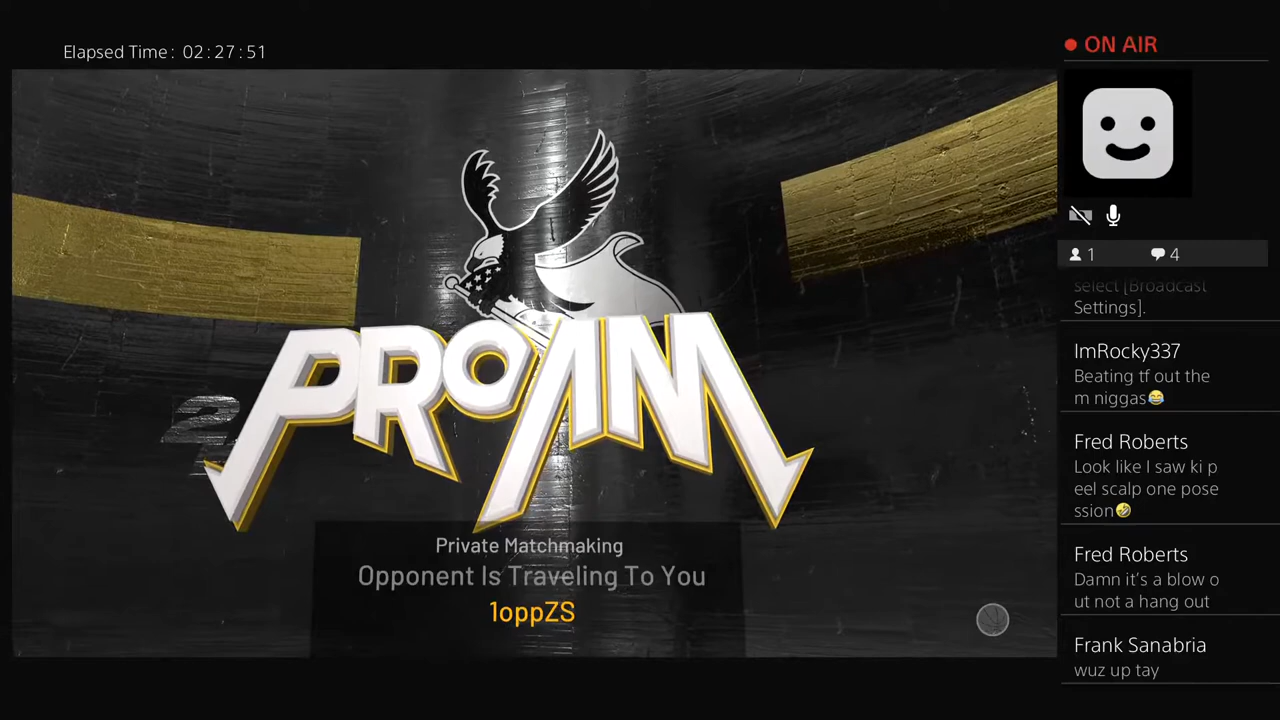 Elapsed Time: 02:27:51
ON AIR
1
4
select [Broadcast
Settings].
ImRocky337
Beating tf out the
m niggas😂
Fred Roberts
Look like I saw ki p
eel scalp one pose
ssion🤣
Fred Roberts
Damn it's a blow o
ut not a hang out
Frank Sanabria
wuz up tay
PROAM
Private Matchmaking
Opponent Is Traveling To You
1oppZS